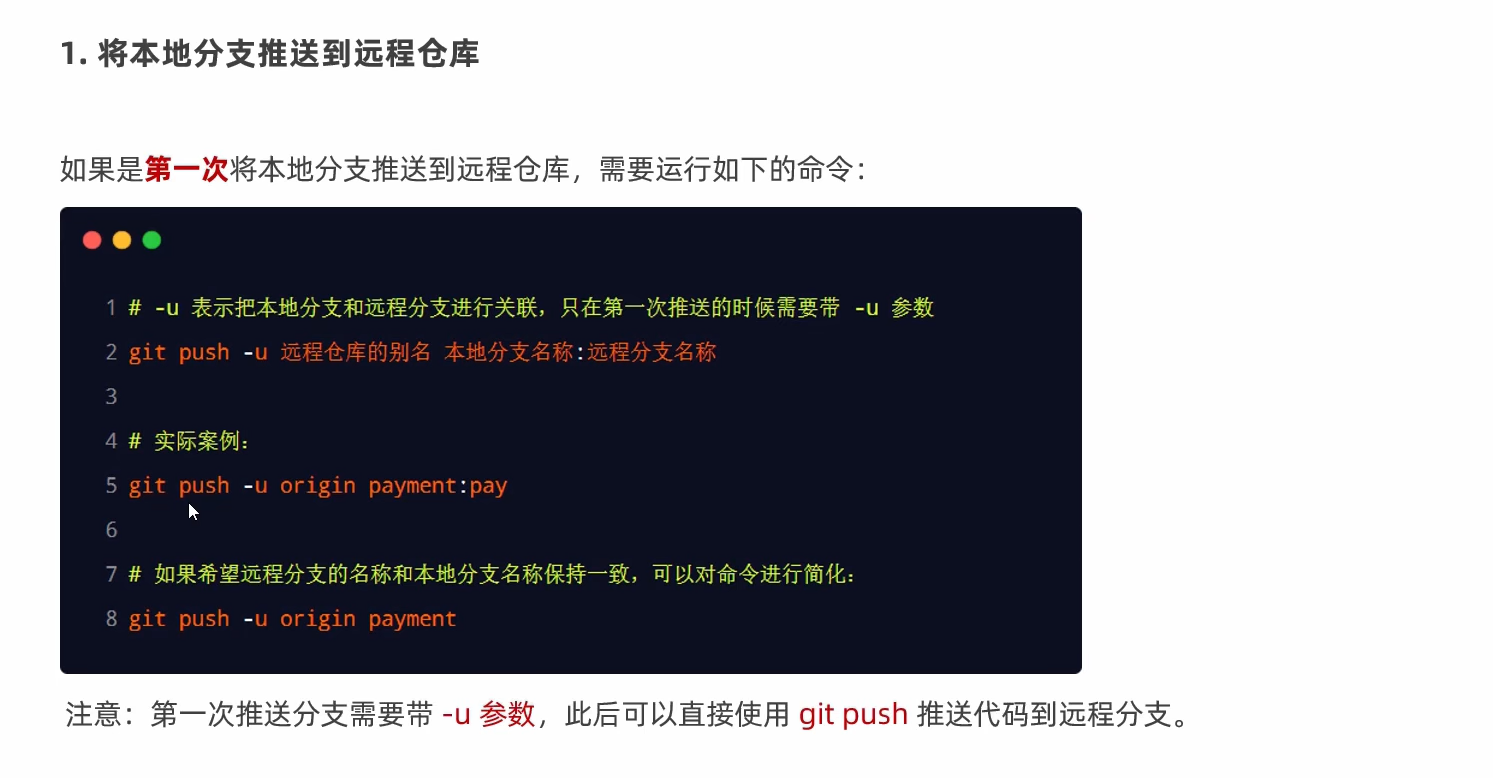 1. 将本地分支推送到远程仓库
如果是第一次将本地分支推送到远程仓库，需要运行如下的命令：
1 # -u 表示把本地分支和远程分支进行关联，只在第一次推送的时候需要带 -u 参数
2 git push -u 远程仓库的别名 本地分支名称:远程分支名称
3
4 # 实际案例：
5 git push -u origin payment:pay
6
7 # 如果希望远程分支的名称和本地分支名称保持一致，可以对命令进行简化：
8 git push -u origin payment
注意：第一次推送分支需要带 -u 参数，此后可以直接使用 git push 推送代码到远程分支。